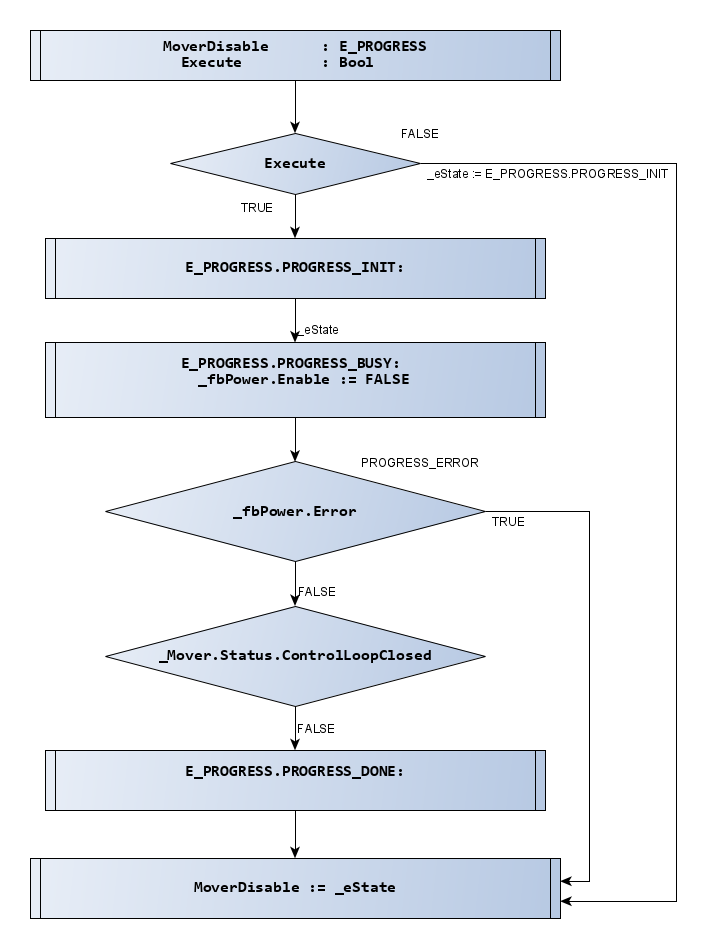 MoverDisable : E_PROGRESS
Execute : Bool
FALSE
Execute
_eState := E_PROGRESS.PROGRESS_INIT
TRUE
E_PROGRESS.PROGRESS_INIT:
_eState
E_PROGRESS.PROGRESS_BUSY:
_fbPower.Enable := FALSE
PROGRESS_ERROR
_fbPower.Error
TRUE
FALSE
_Mover.Status.ControlLoopClosed
FALSE
E_PROGRESS.PROGRESS_DONE:
MoverDisable := _eState